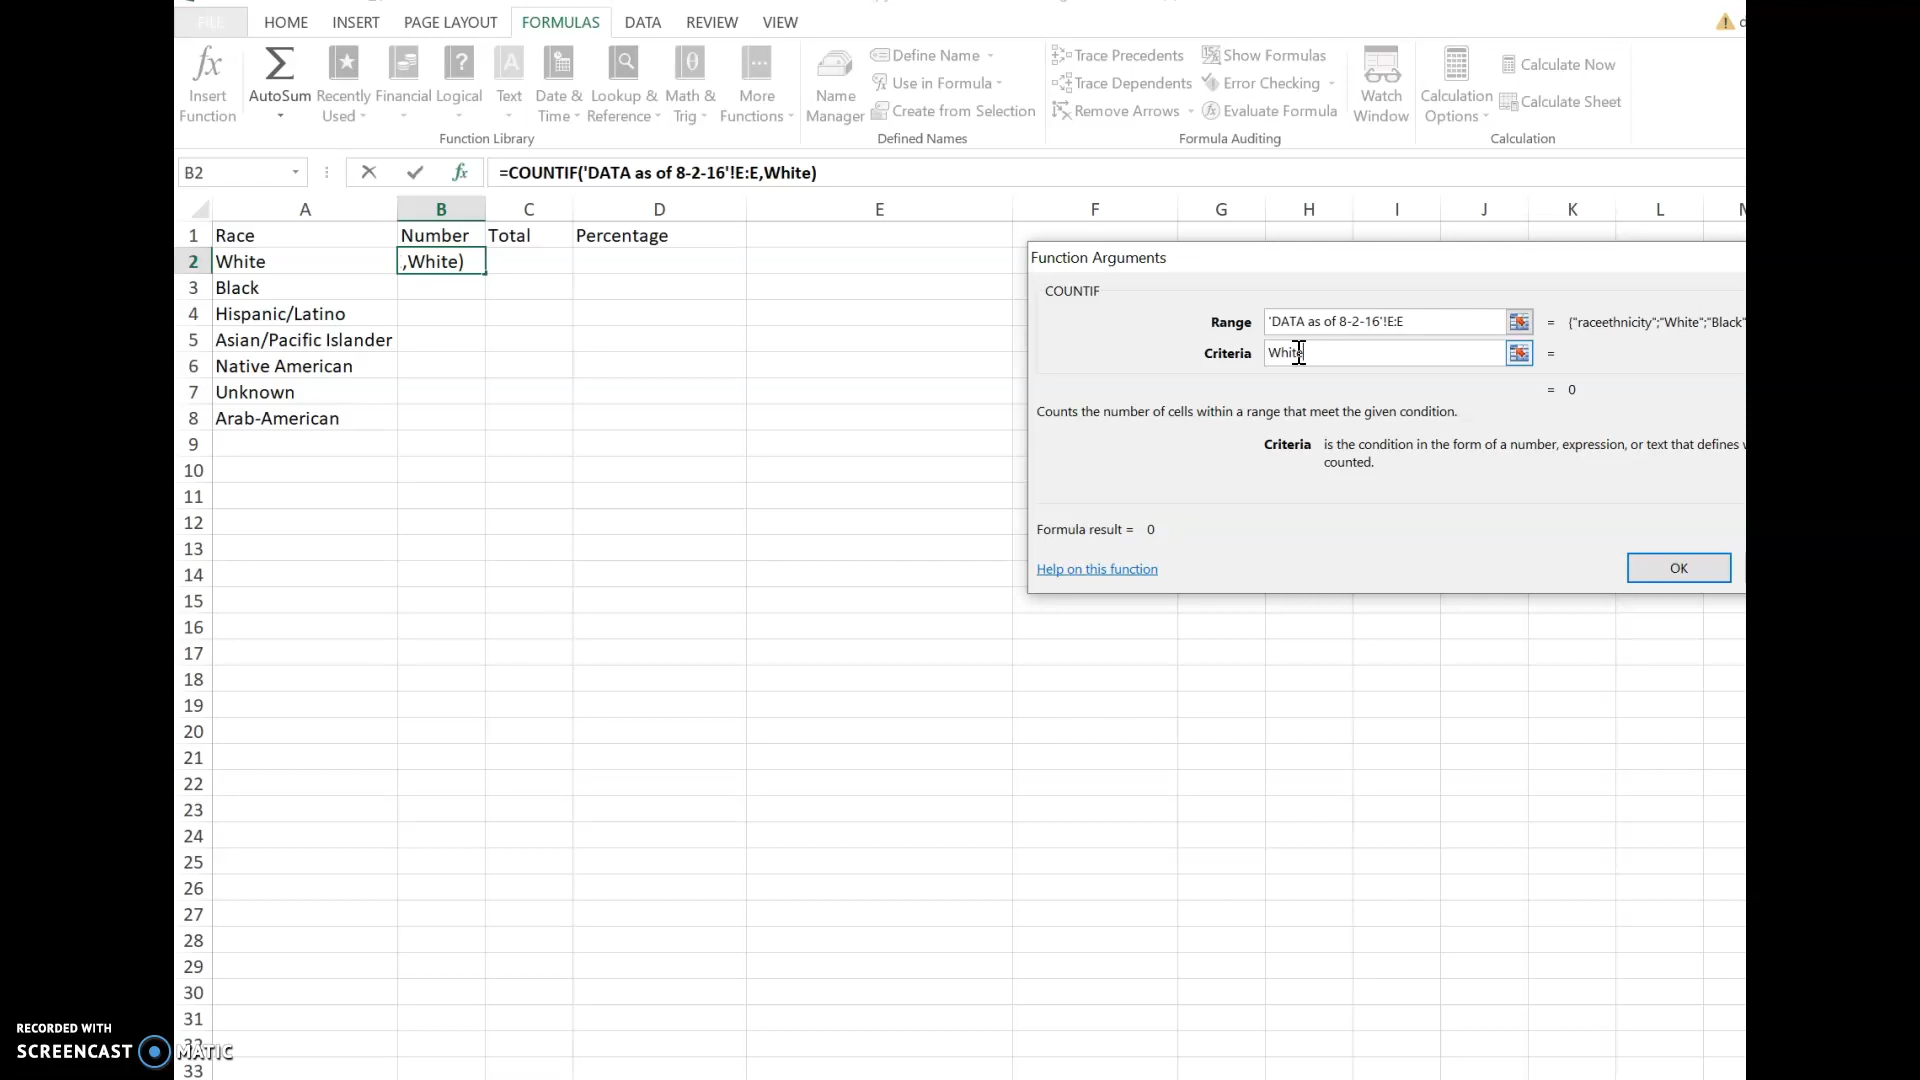 FILE HOME INSERT PAGE LAYOUT FORMULAS DATA REVIEW VIEW
fx Insert Function
AutoSum
Recently Used
Financial
Logical
Text
Date & Time
Lookup & Reference
Math & Trig
More Functions
Function Library
Name Manager
Define Name
Use in Formula
Create from Selection
Defined Names
Trace Precedents
Trace Dependents
Remove Arrows
Show Formulas
Error Checking
Evaluate Formula
Formula Auditing
Watch Window
Calculation Options
Calculate Now
Calculate Sheet
Calculation
B2 fx =COUNTIF('DATA as of 8-2-16'!E:E,White)
A B C D E F G H I J K L
1 Race Number Total Percentage
2 White ,White)
3 Black
4 Hispanic/Latino
5 Asian/Pacific Islander
6 Native American
7 Unknown
8 Arab-American
9
10
11
12
13
14
15
16
17
18
19
20
21
22
23
24
25
26
27
28
29
30
31
32
33
Function Arguments
COUNTIF
Range 'DATA as of 8-2-16'!E:E = {"raceethnicity";"White";"Black"
Criteria White =
= 0
Counts the number of cells within a range that meet the given condition.
Criteria is the condition in the form of a number, expression, or text that defines
counted.
Formula result = 0
Help on this function
OK
RECORDED WITH
SCREENCAST MATIC